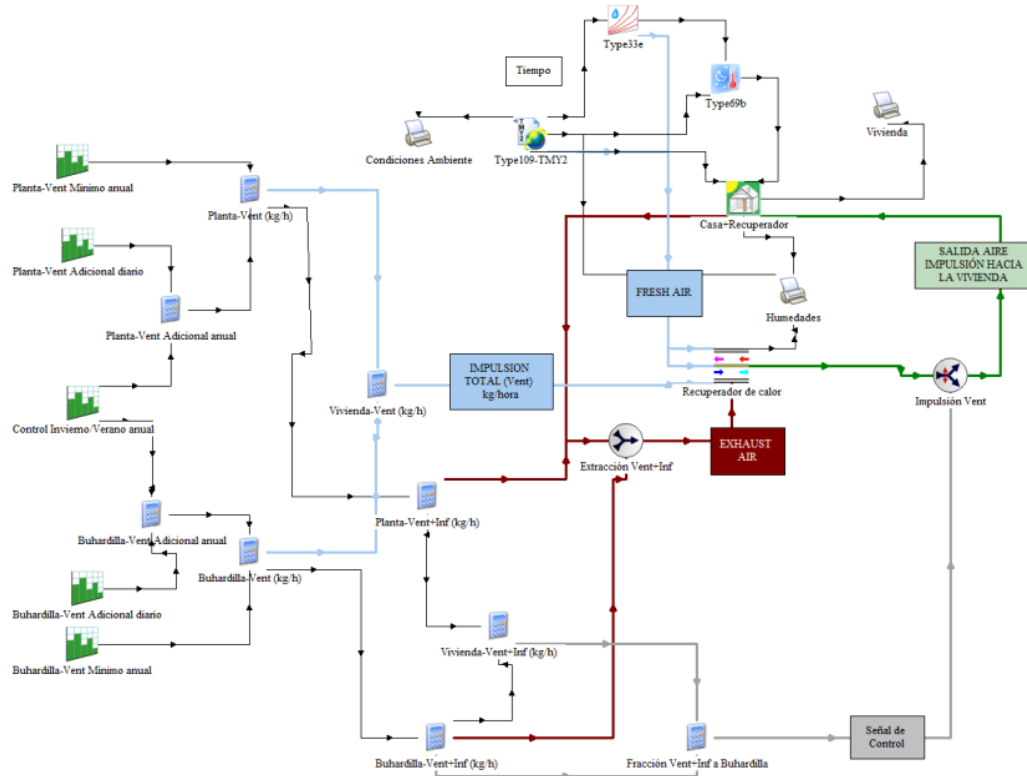 Type33e
Tiempo
Type69b
TMY2
Condiciones Ambiente
Type109-TMY2
Vivienda
Planta-Vent Minimo anual
Planta-Vent (kg/h)
Casa+Recuperador
Planta-Vent Adicional diario
SALIDA AIRE
IMPULSIÓN HACIA
LA VIVIENDA
FRESH AIR
Humedades
Planta-Vent Adicional anual
IMPULSION
TOTAL (Vent)
kg/hora
Recuperador de calor
Impulsión Vent
Vivienda-Vent (kg/h)
Control Invierno/Verano anual
EXHAUST
AIR
Extracción Vent+Inf
Planta-Vent+Inf (kg/h)
Buhardilla-Vent Adicional anual
Buhardilla-Vent (kg/h)
Buhardilla-Vent Adicional diario
Vivienda-Vent+Inf (kg/h)
Buhardilla-Vent Minimo anual
Señal de
Control
Buhardilla-Vent+Inf (kg/h)
Fracción Vent+Inf a Buhardilla